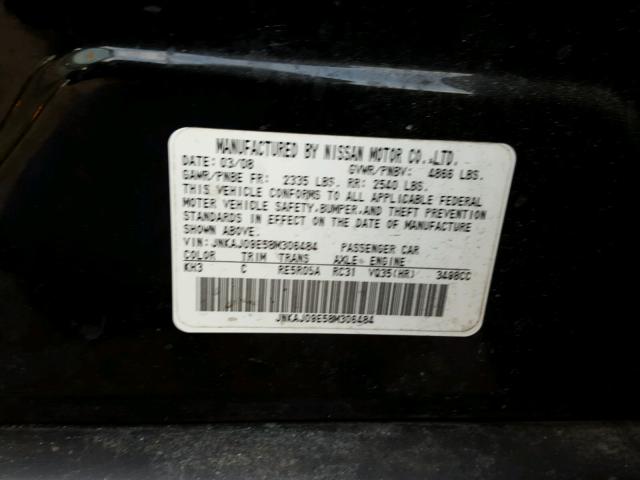 MANUFACTURED BY NISSAN MOTOR CO.,LTD.
DATE: 03/08 GVWR/PNBV: 4866 LBS.
GAWR/PNBE FR: 2335 LBS. RR: 2540 LBS.
THIS VEHICLE CONFORMS TO ALL APPLICABLE FEDERAL
MOTER VEHICLE SAFETY,BUMPER,AND THEFT PREVENTION
STANDARDS IN EFFECT ON THE DATE OF MANUFACTURE
SHOWN ABOVE.
VIN: JNKAJ09E58M306484 PASSENGER CAR
COLOR TRIM TRANS AXLE ENGINE
KH3 C RE5R05A RC31 VQ35(HR) 3498CC
JNKAJ09E58M306484